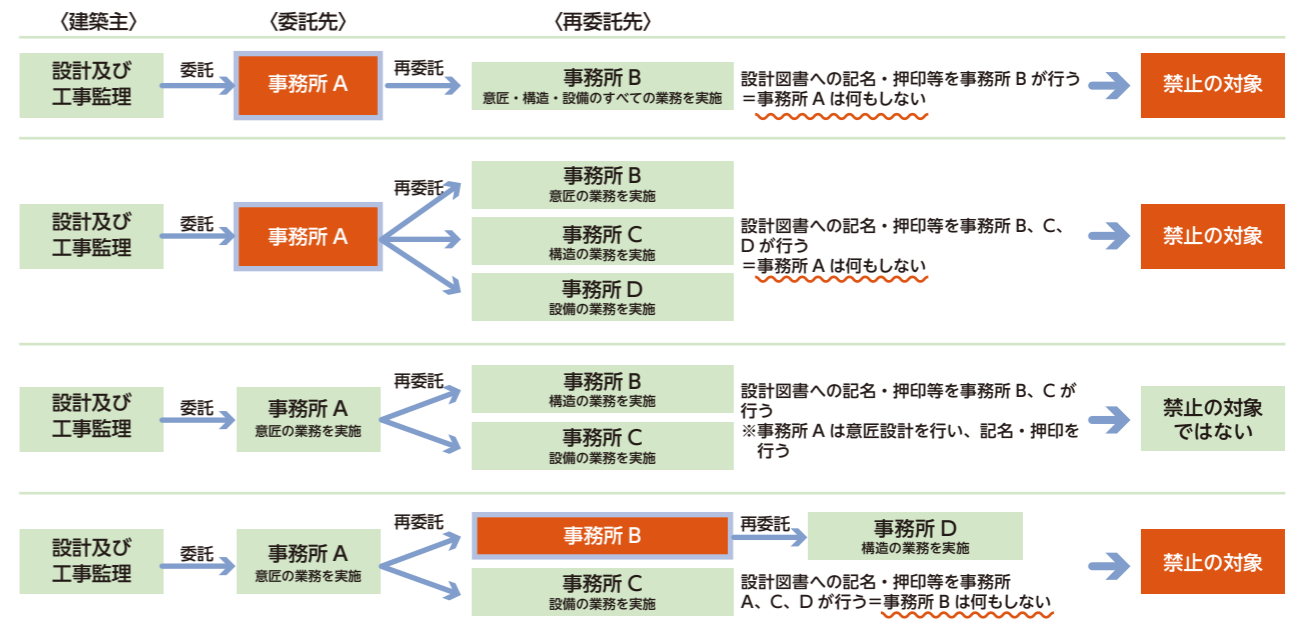 〈建築主〉
〈委託先〉
〈再委託先〉
設計及び
工事監理
委託
事務所 A
再委託
事務所 B
意匠・構造・設備のすべての業務を実施
設計図書への記名・押印等を事務所 B が行う
＝事務所 A は何もしない
禁止の対象
設計及び
工事監理
委託
事務所 A
再委託
事務所 B
意匠の業務を実施
事務所 C
構造の業務を実施
事務所 D
設備の業務を実施
設計図書への記名・押印等を事務所 B、C、
D が行う
＝事務所 A は何もしない
禁止の対象
設計及び
工事監理
委託
事務所 A
意匠の業務を実施
再委託
事務所 B
構造の業務を実施
事務所 C
設備の業務を実施
設計図書への記名・押印等を事務所 B、C が
行う
※事務所 A は意匠設計を行い、記名・押印を
行う
禁止の対象
ではない
設計及び
工事監理
委託
事務所 A
意匠の業務を実施
再委託
事務所 B
再委託
事務所 D
構造の業務を実施
事務所 C
設備の業務を実施
設計図書への記名・押印等を事務所
A、C、D が行う＝事務所 B は何もしない
禁止の対象